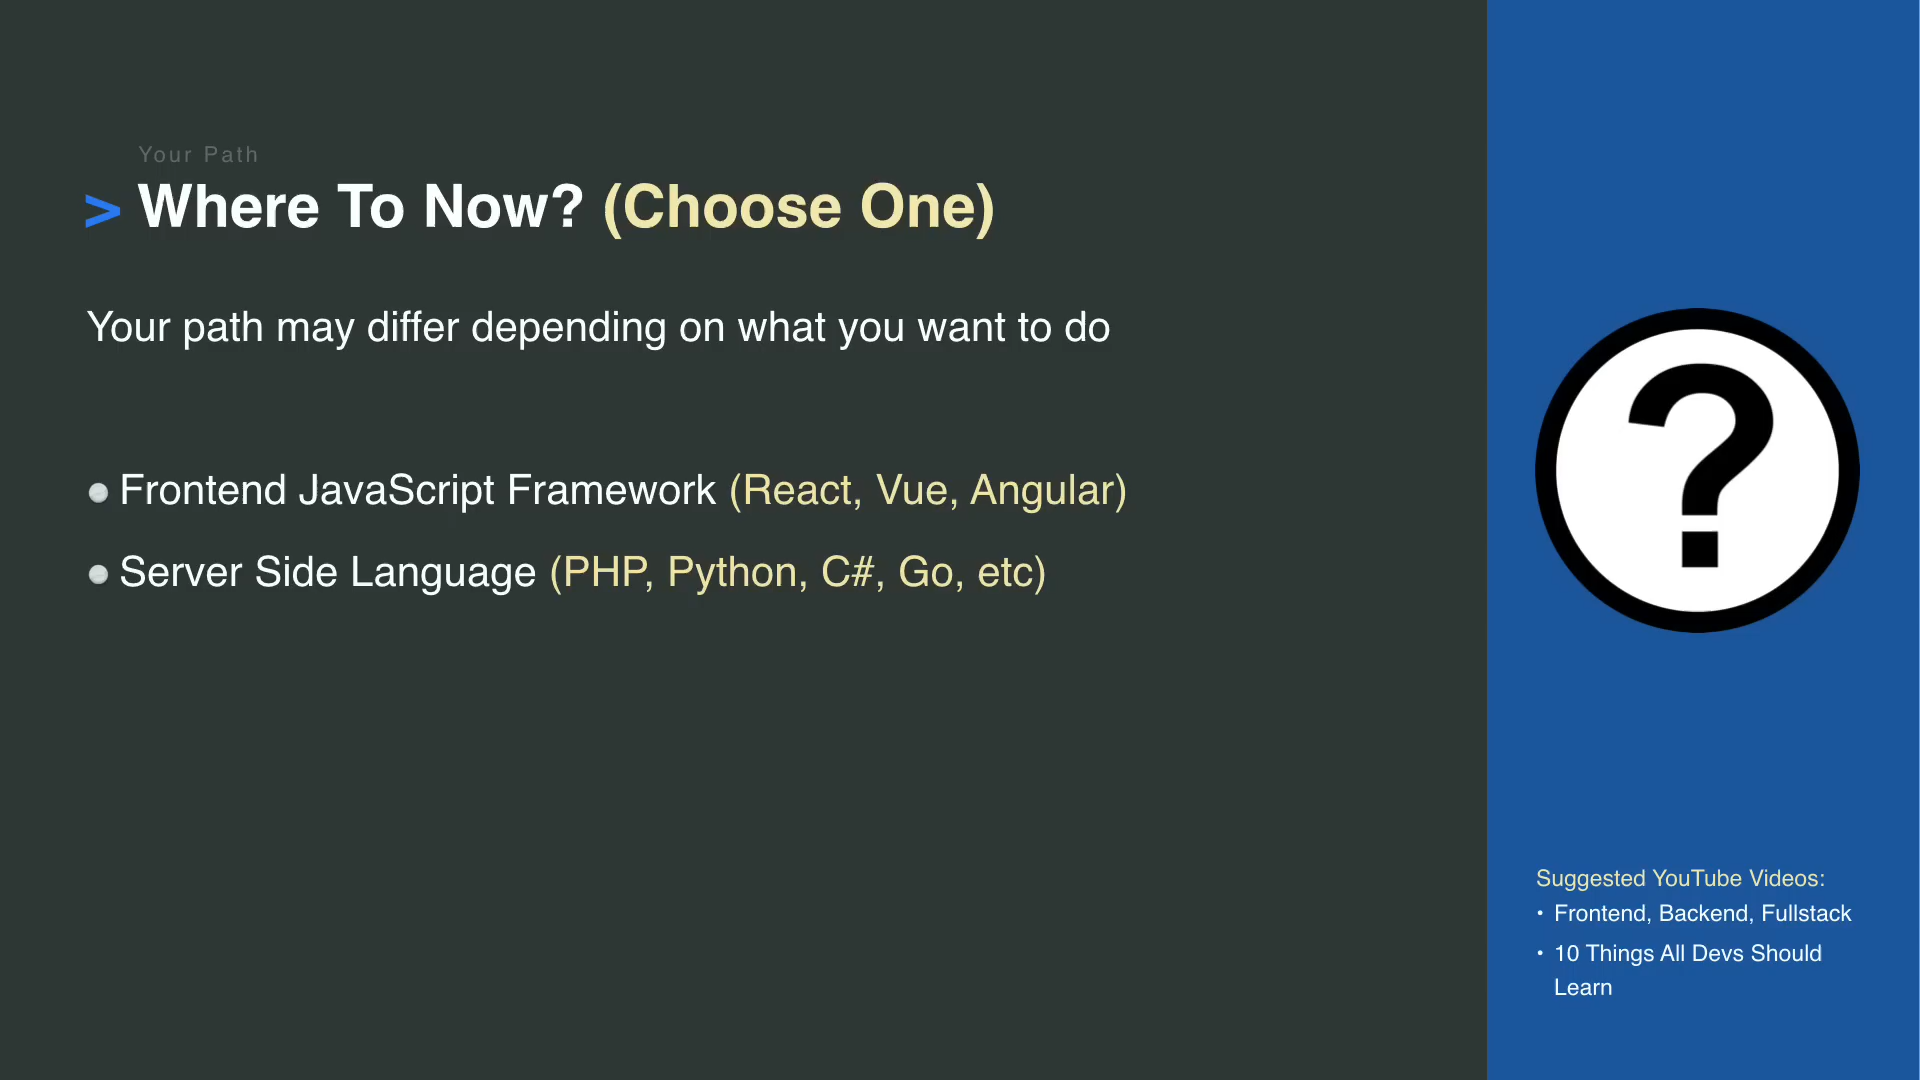 Your Path
> Where To Now? (Choose One)
Your path may differ depending on what you want to do
• Frontend JavaScript Framework (React, Vue, Angular)
• Server Side Language (PHP, Python, C#, Go, etc)
?
Suggested YouTube Videos:
• Frontend, Backend, Fullstack
• 10 Things All Devs Should
Learn